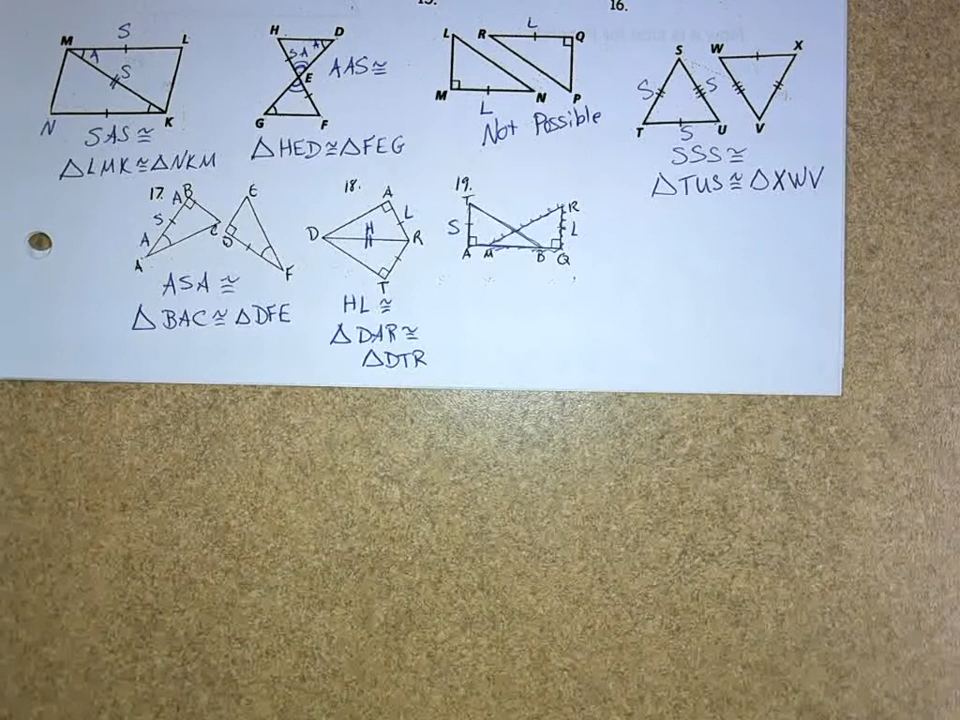 15.
16.
M S L
A
S
N K
SAS ≅
△LMK ≅ △NKM
H D
S A A
E
G F
AAS ≅
△HED ≅ △FEG
L R L Q
M L N P
Not Possible
S W X
S S
T S U V
SSS ≅
△TUS ≅ △XWV
17. A B E
S
A C D
A F
ASA ≅
△BAC ≅ △DFE
18. A
L
D H R
T
HL ≅
△DAR ≅
△DTR
19. T R
S L
A M B Q